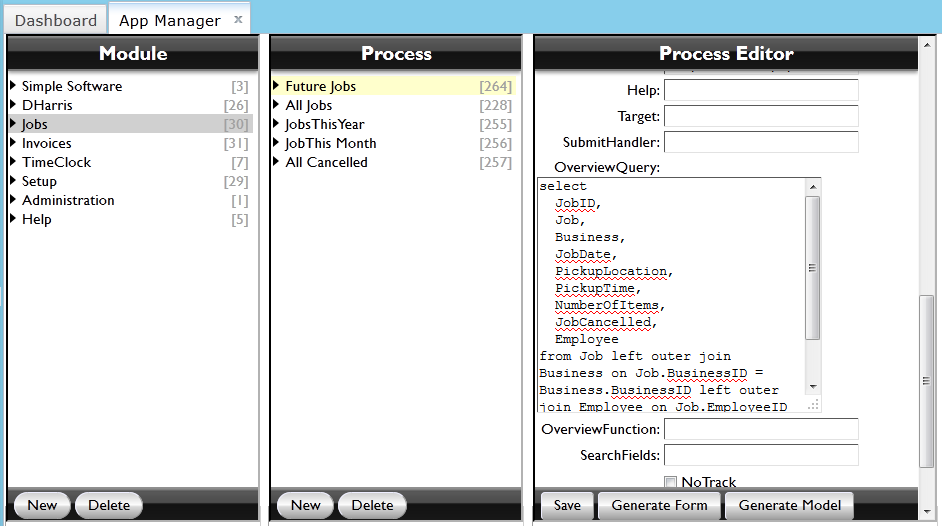 Dashboard App Manager x
Module
Simple Software [3]
DHarris [26]
Jobs [30]
Invoices [31]
TimeClock [7]
Setup [29]
Administration [1]
Help [5]
New Delete
Process
Future Jobs [264]
All Jobs [228]
JobsThisYear [255]
JobThis Month [256]
All Cancelled [257]
New Delete
Process Editor
Help:
Target:
SubmitHandler:
OverviewQuery:
select
JobID,
Job,
Business,
JobDate,
PickupLocation,
PickupTime,
NumberOfItems,
JobCancelled,
Employee
from Job left outer join
Business on Job.BusinessID =
Business.BusinessID left outer
join Employee on Job.EmployeeID
OverviewFunction:
SearchFields:
NoTrack
Save Generate Form Generate Model